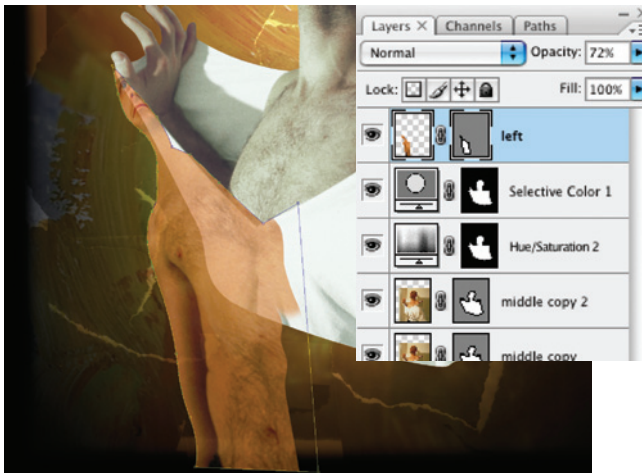 Layers × Channels Paths
Normal Opacity: 72%
Lock: Fill: 100%
left
Selective Color 1
Hue/Saturation 2
middle copy 2
middle copy